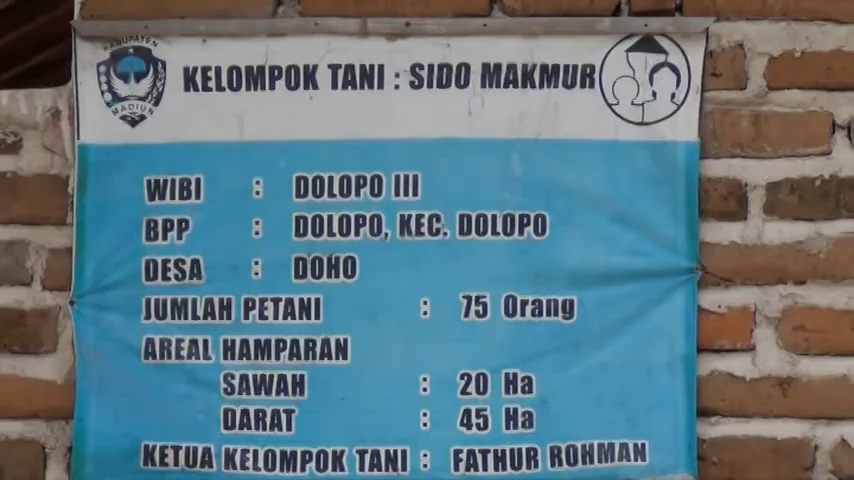 KABUPATEN
MADIUN
KELOMPOK TANI : SIDO MAKMUR
WIBI : DOLOPO III
BPP : DOLOPO, KEC. DOLOPO
DESA : DOHO
JUMLAH PETANI : 75 Orang
AREAL HAMPARAN
SAWAH : 20 Ha
DARAT : 45 Ha
KETUA KELOMPOK TANI : FATHUR ROHMAN